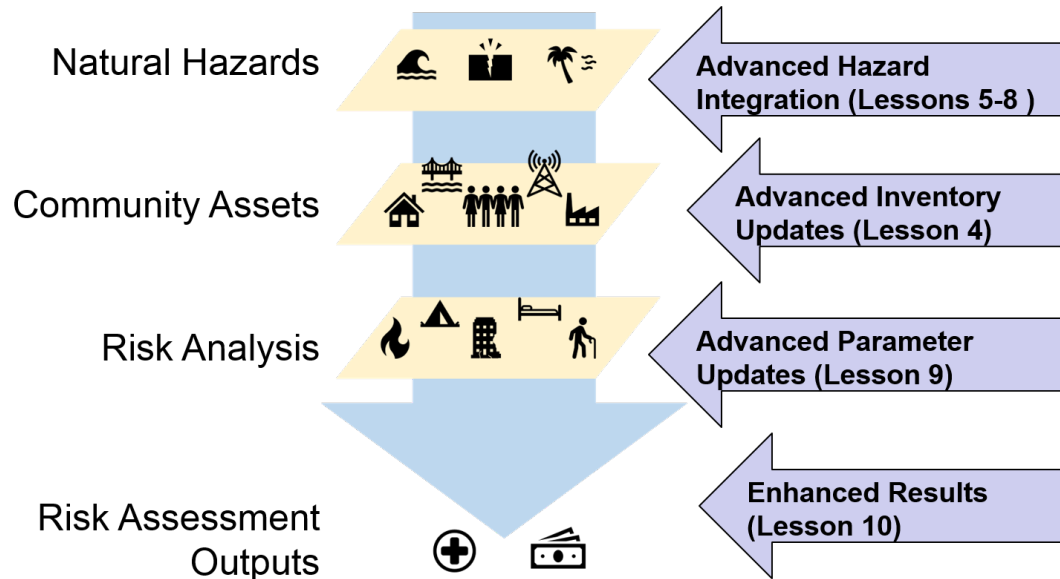 Natural Hazards
Advanced Hazard
Integration (Lessons 5-8 )
Community Assets
Advanced Inventory
Updates (Lesson 4)
Risk Analysis
Advanced Parameter
Updates (Lesson 9)
Risk Assessment
Outputs
Enhanced Results
(Lesson 10)